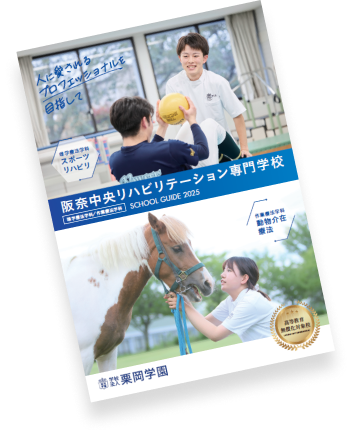 人に愛される
プロフェッショナルを
目指して
理学療法学科
スポーツ
リハビリ
阪奈中央リハビリテーション専門学校
理学療法学科/作業療法学科 SCHOOL GUIDE 2025
作業療法学科
動物介在
療法
高等教育
無償化対象校
学校法人 栗岡学園